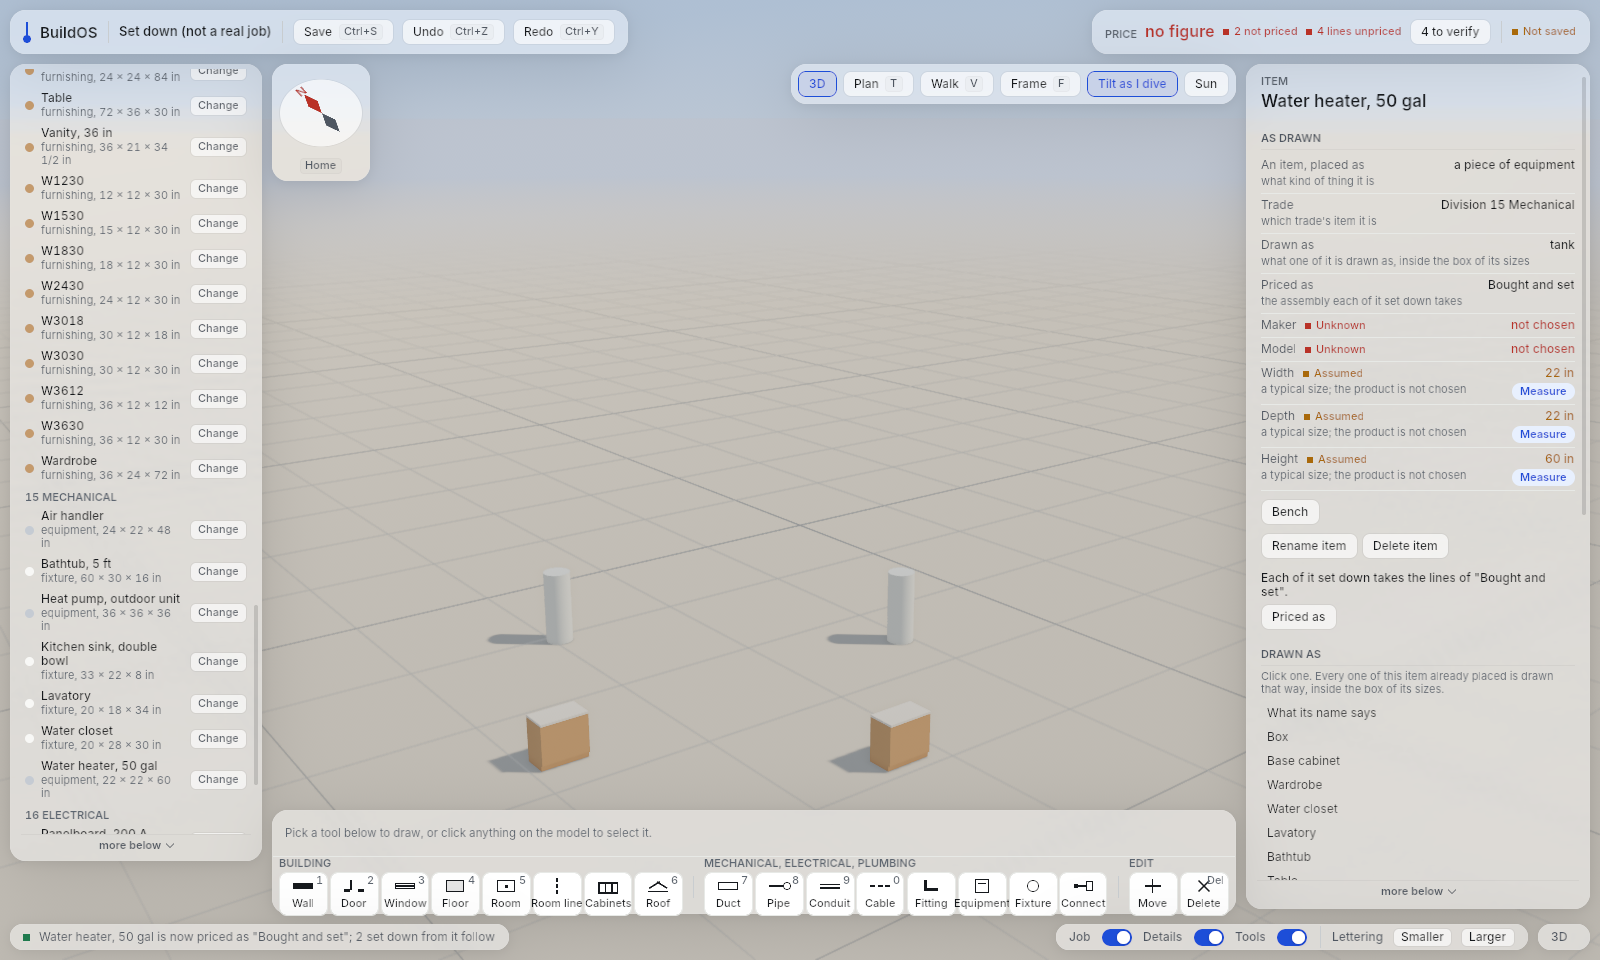 BuildOS
Set down (not a real job)
Save Ctrl+S
Undo Ctrl+Z
Redo Ctrl+Y
PRICE no figure
2 not priced
4 lines unpriced
4 to verify
Not saved
furnishing, 24 × 24 × 84 in
Change
Table
furnishing, 72 × 36 × 30 in
Change
Vanity, 36 in
furnishing, 36 × 21 × 34
1/2 in
Change
W1230
furnishing, 12 × 12 × 30 in
Change
W1530
furnishing, 15 × 12 × 30 in
Change
W1830
furnishing, 18 × 12 × 30 in
Change
W2430
furnishing, 24 × 12 × 30 in
Change
W3018
furnishing, 30 × 12 × 18 in
Change
W3030
furnishing, 30 × 12 × 30 in
Change
W3612
furnishing, 36 × 12 × 12 in
Change
W3630
furnishing, 36 × 12 × 30 in
Change
Wardrobe
furnishing, 36 × 24 × 72 in
Change
15 MECHANICAL
Air handler
equipment, 24 × 22 × 48
in
Change
Bathtub, 5 ft
fixture, 60 × 30 × 16 in
Change
Heat pump, outdoor unit
equipment, 36 × 36 × 36
in
Change
Kitchen sink, double
bowl
fixture, 33 × 22 × 8 in
Change
Lavatory
fixture, 20 × 18 × 34 in
Change
Water closet
fixture, 20 × 28 × 30 in
Change
Water heater, 50 gal
equipment, 22 × 22 × 60
in
Change
16 ELECTRICAL
Panelboard, 200 A
more below
N
Home
3D
Plan T
Walk V
Frame F
Tilt as I dive
Sun
ITEM
Water heater, 50 gal
AS DRAWN
An item, placed as a piece of equipment
what kind of thing it is
Trade Division 15 Mechanical
which trade's item it is
Drawn as tank
what one of it is drawn as, inside the box of its sizes
Priced as Bought and set
the assembly each of it set down takes
Maker Unknown not chosen
Model Unknown not chosen
Width Assumed 22 in
a typical size; the product is not chosen Measure
Depth Assumed 22 in
a typical size; the product is not chosen Measure
Height Assumed 60 in
a typical size; the product is not chosen Measure
Bench
Rename item Delete item
Each of it set down takes the lines of "Bought and
set".
Priced as
DRAWN AS
Click one. Every one of this item already placed is drawn
that way, inside the box of its sizes.
What its name says
Box
Base cabinet
Wardrobe
Water closet
Lavatory
Bathtub
Table
more below
Pick a tool below to draw, or click anything on the model to select it.
BUILDING
1 Wall
2 Door
3 Window
4 Floor
5 Room
Room line
Cabinets
6 Roof
MECHANICAL, ELECTRICAL, PLUMBING
7 Duct
8 Pipe
9 Conduit
0 Cable
Fitting
Equipment
Fixture
Connect
EDIT
Move
Del Delete
Water heater, 50 gal is now priced as "Bought and set"; 2 set down from it follow
Job
Details
Tools
Lettering
Smaller
Larger
3D